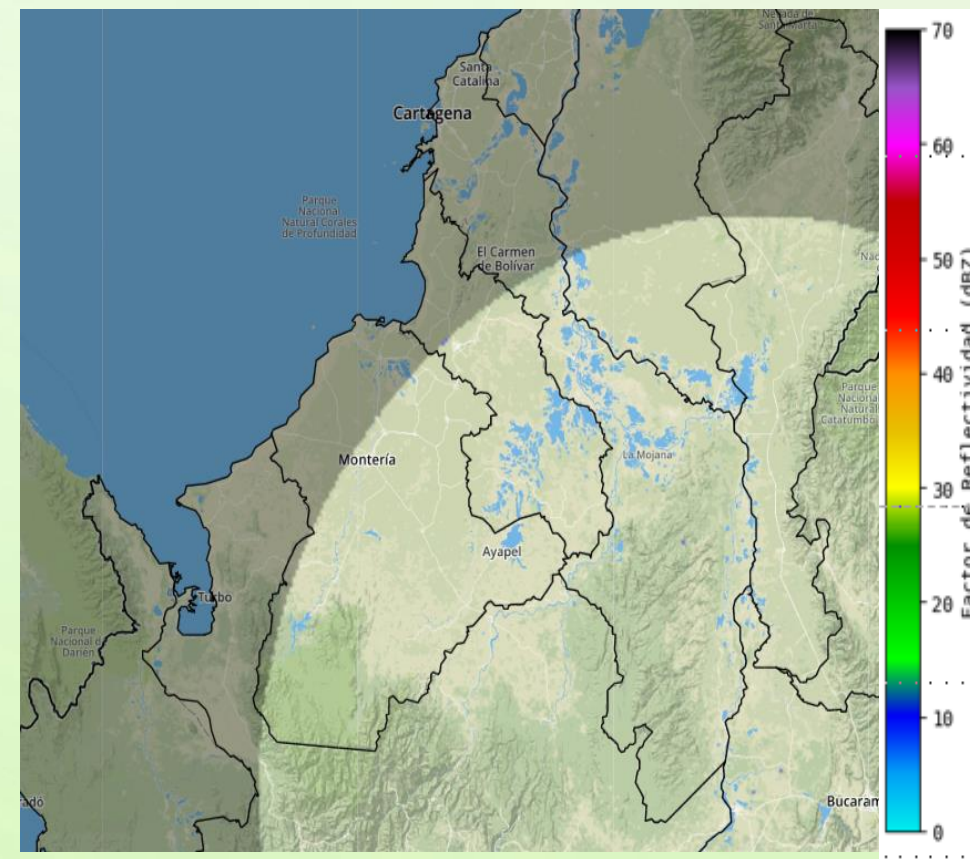 Nevada de
Santa Marta
Santa
Catalina
Cartagena
Parque
Nacional
Natural Corales
de Profundidad
El Carmen
de Bolívar
Parque
Nacional
Natural
Catatumbo
Montería
La Mojana
Ayapel
Turbo
Parque
Nacional d
Darién
adó
Bucaram
70
60
50
40
30
20
10
0
Factor de Reflectividad (dBZ)